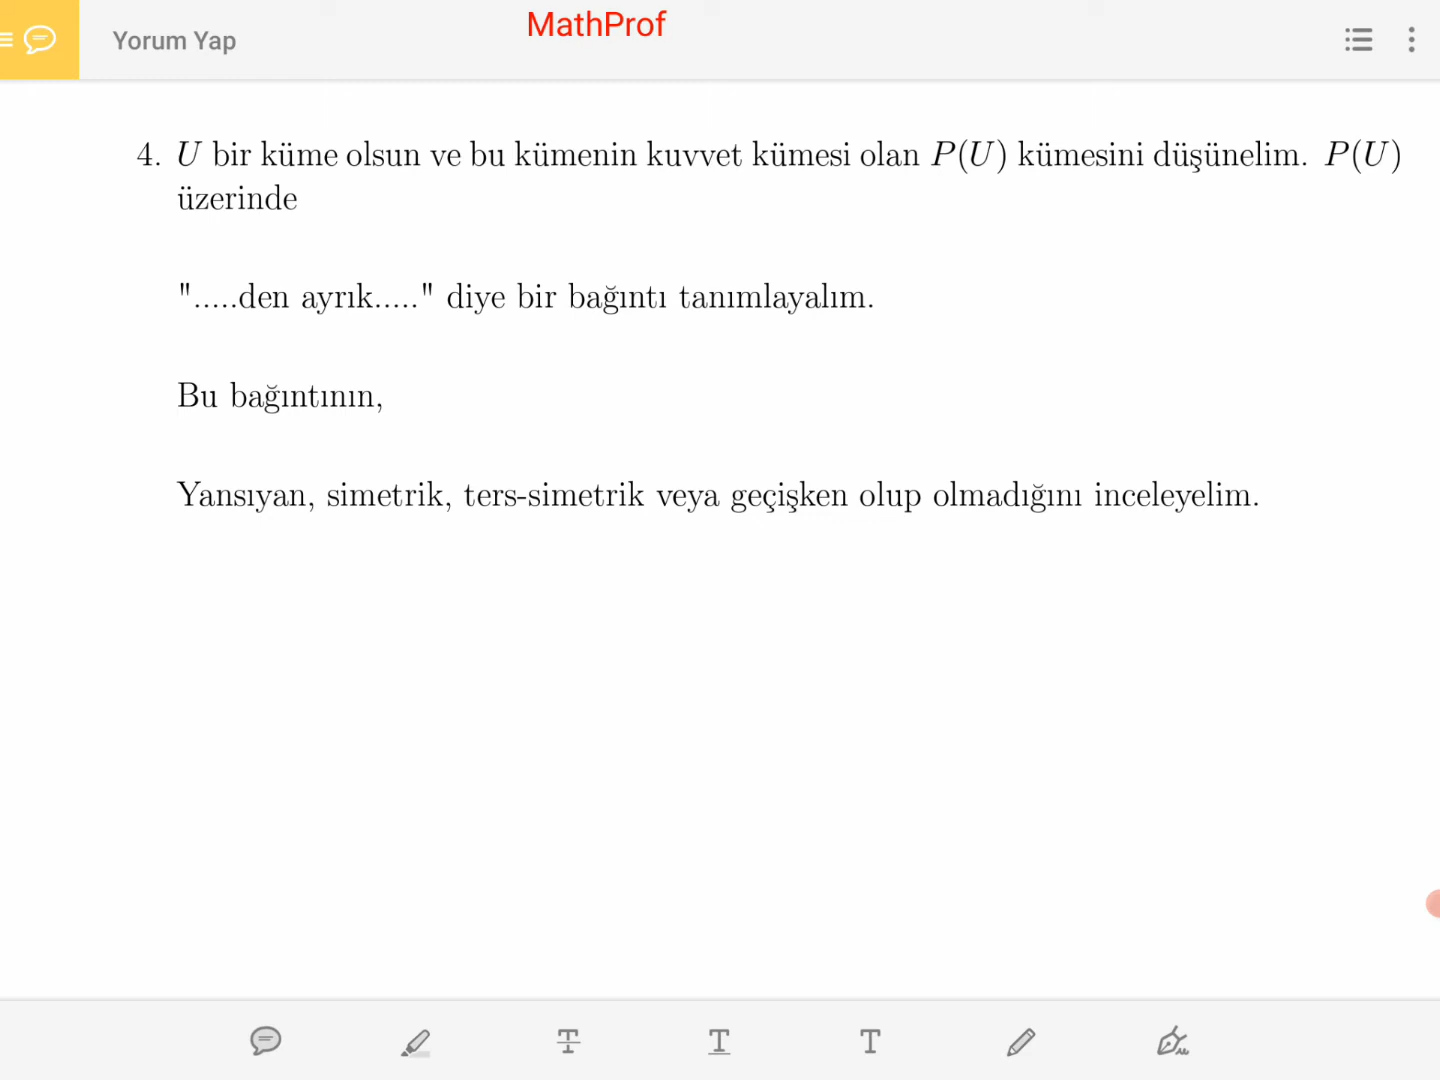 MathProf
Yorum Yap
4. U bir küme olsun ve bu kümenin kuvvet kümesi olan P(U) kümesini düşünelim. P(U)
üzerinde
".....den ayrık....." diye bir bağıntı tanımlayalım.
Bu bağıntının,
Yansıyan, simetrik, ters-simetrik veya geçişken olup olmadığını inceleyelim.